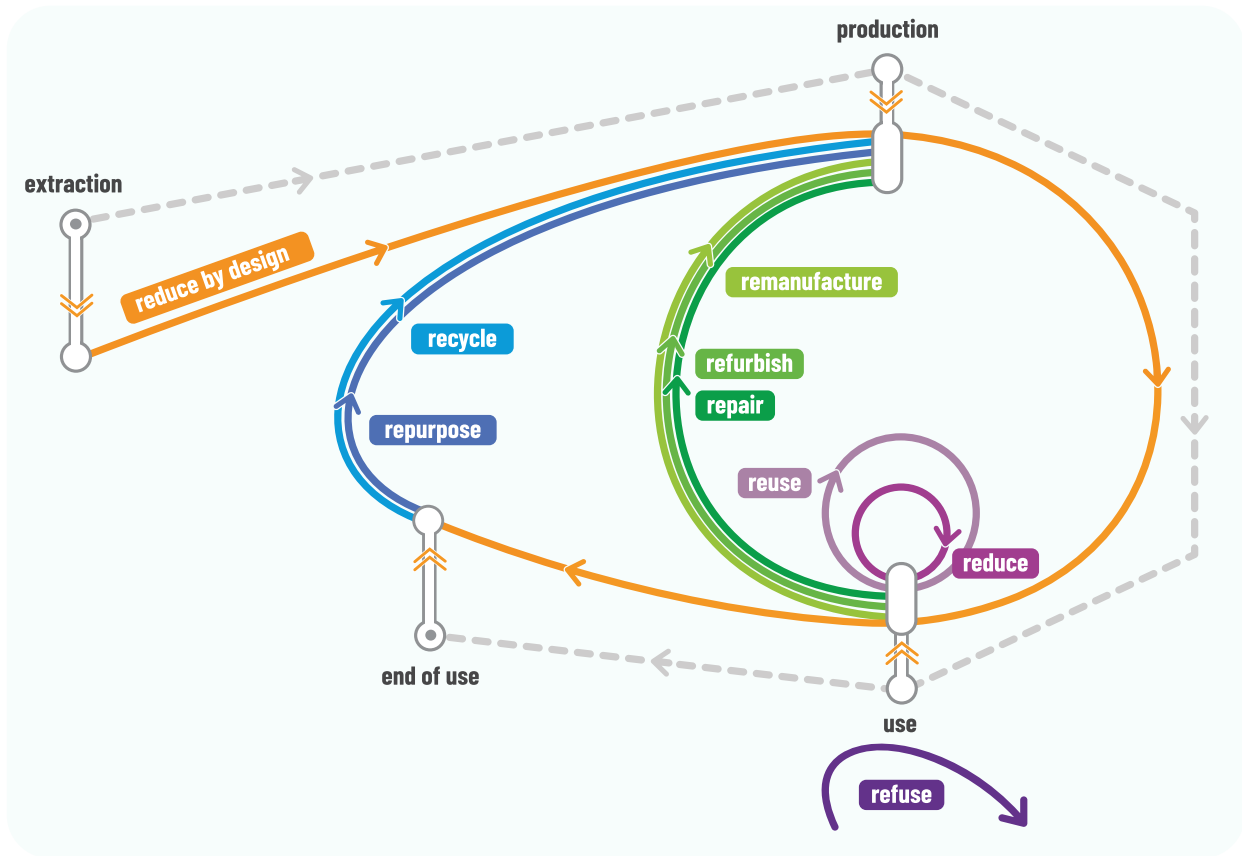 production
extraction
reduce by design
remanufacture
recycle
refurbish
repair
repurpose
reuse
reduce
end of use
use
refuse